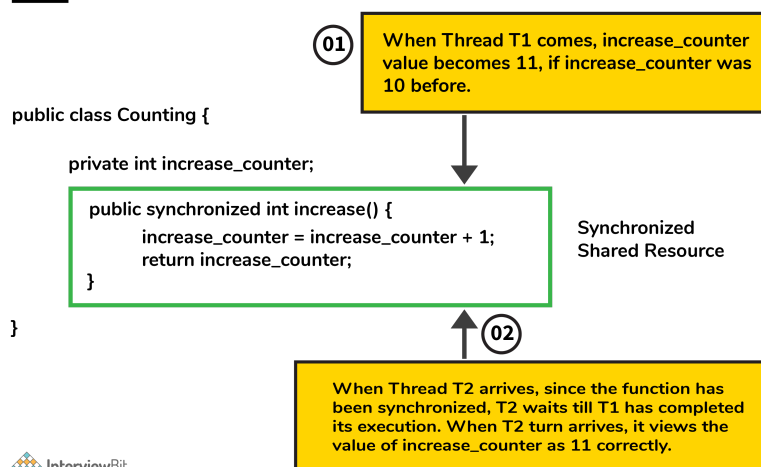 01
When Thread T1 comes, increase_counter
value becomes 11, if increase_counter was
10 before.
public class Counting {
private int increase_counter;
public synchronized int increase() {
increase_counter = increase_counter + 1;
return increase_counter;
}
Synchronized
Shared Resource
}
02
When Thread T2 arrives, since the function has
been synchronized, T2 waits till T1 has completed
its execution. When T2 turn arrives, it views the
value of increase_counter as 11 correctly.
InterviewBit